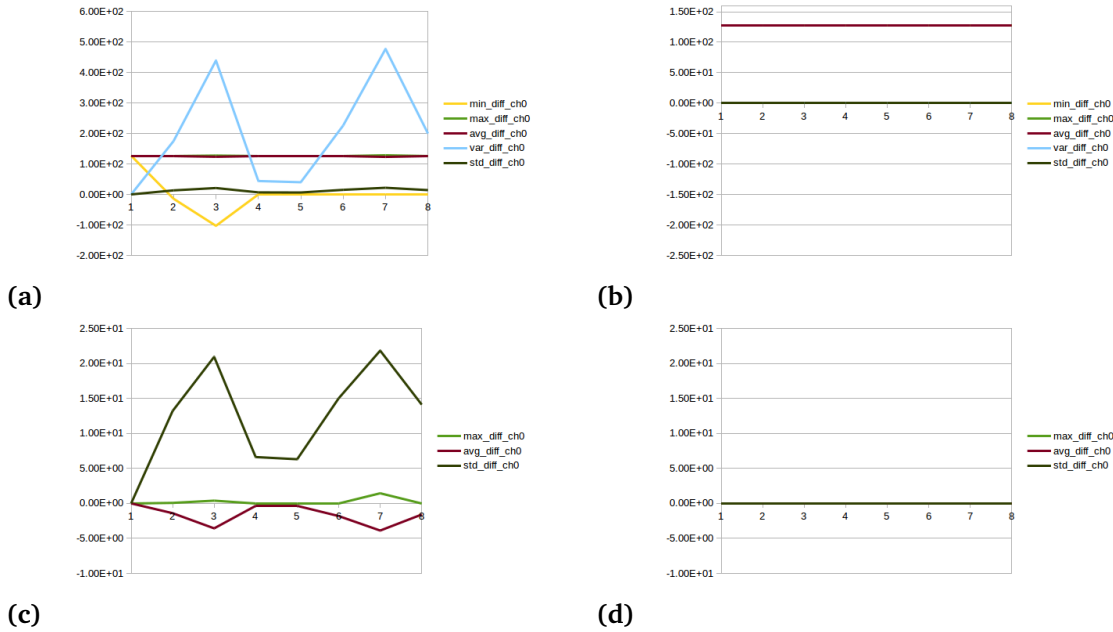 6.00E+02
5.00E+02
4.00E+02
3.00E+02
2.00E+02
1.00E+02
0.00E+00
-1.00E+02
-2.00E+02
1 2 3 4 5 6 7 8
min_diff_ch0
max_diff_ch0
avg_diff_ch0
var_diff_ch0
std_diff_ch0
(a)
1.50E+02
1.00E+02
5.00E+01
0.00E+00
-5.00E+01
-1.00E+02
-1.50E+02
-2.00E+02
-2.50E+02
1 2 3 4 5 6 7 8
min_diff_ch0
max_diff_ch0
avg_diff_ch0
var_diff_ch0
std_diff_ch0
(b)
2.50E+01
2.00E+01
1.50E+01
1.00E+01
5.00E+00
0.00E+00
-5.00E+00
-1.00E+01
1 2 3 4 5 6 7 8
max_diff_ch0
avg_diff_ch0
std_diff_ch0
(c)
2.50E+01
2.00E+01
1.50E+01
1.00E+01
5.00E+00
0.00E+00
-5.00E+00
-1.00E+01
1 2 3 4 5 6 7 8
max_diff_ch0
avg_diff_ch0
std_diff_ch0
(d)